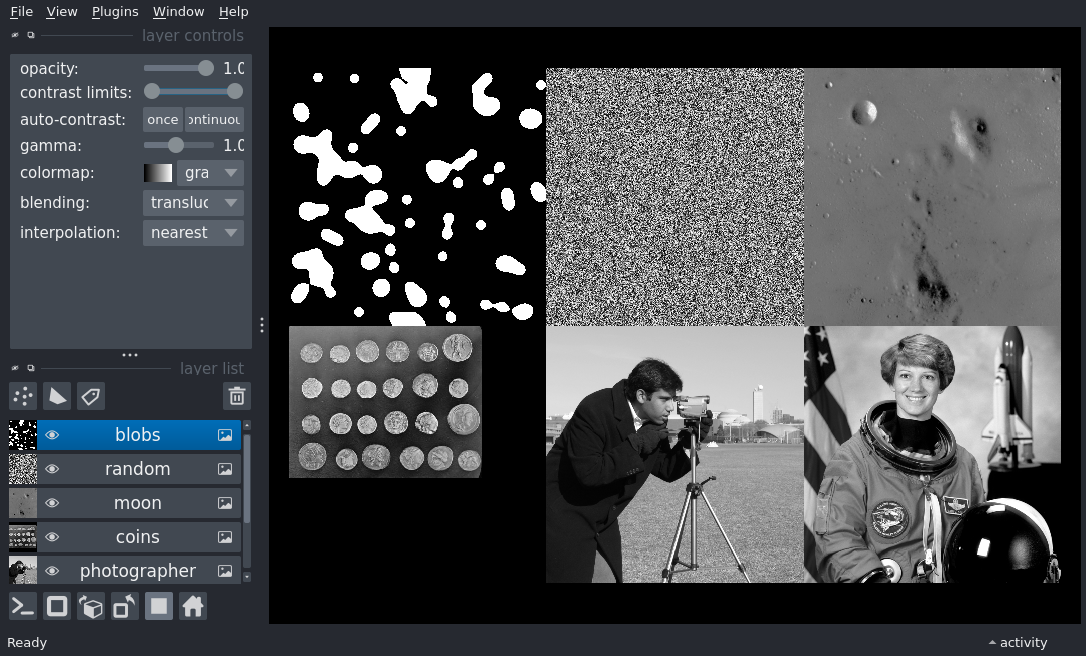 File View Plugins Window Help
layer controls
opacity: 1.0
contrast limits:
auto-contrast: once ontinuou
gamma: 1.0
colormap: gra
blending: transluc
interpolation: nearest
layer list
blobs
random
moon
coins
photographer
Ready
activity